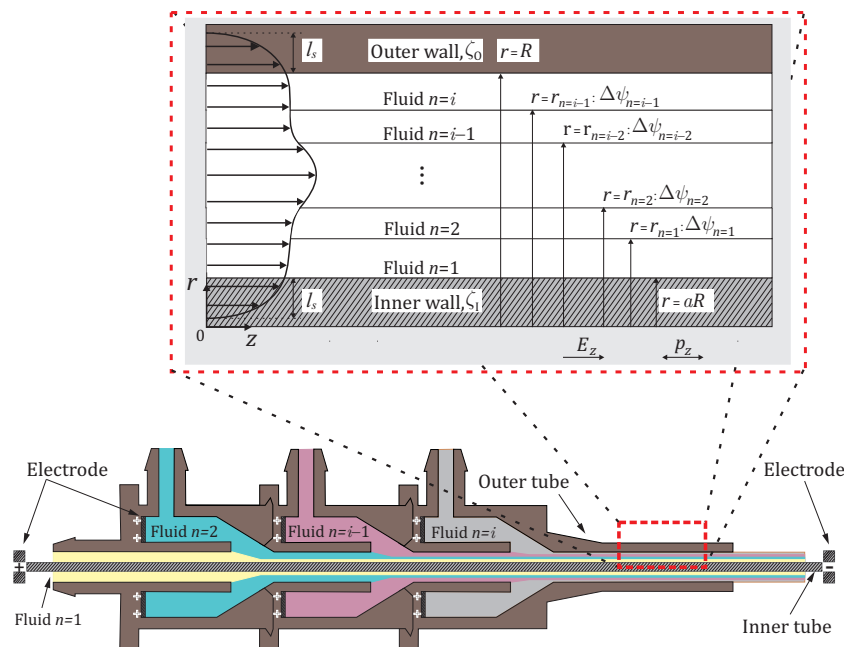 l_s Outer wall,ζ₀ r=R
Fluid n=i r=r_{n=i–1}:Δψ_{n=i–1}
Fluid n=i–1 r=r_{n=i–2}:Δψ_{n=i–2}
⋮
r=r_{n=2}:Δψ_{n=2}
Fluid n=2 r=r_{n=1}:Δψ_{n=1}
Fluid n=1
r l_s Inner wall,ζ₁ r=aR
0 z E_z p_z
Electrode Outer tube Electrode
Fluid n=2 Fluid n=i–1 Fluid n=i
+ –
Fluid n=1 Inner tube